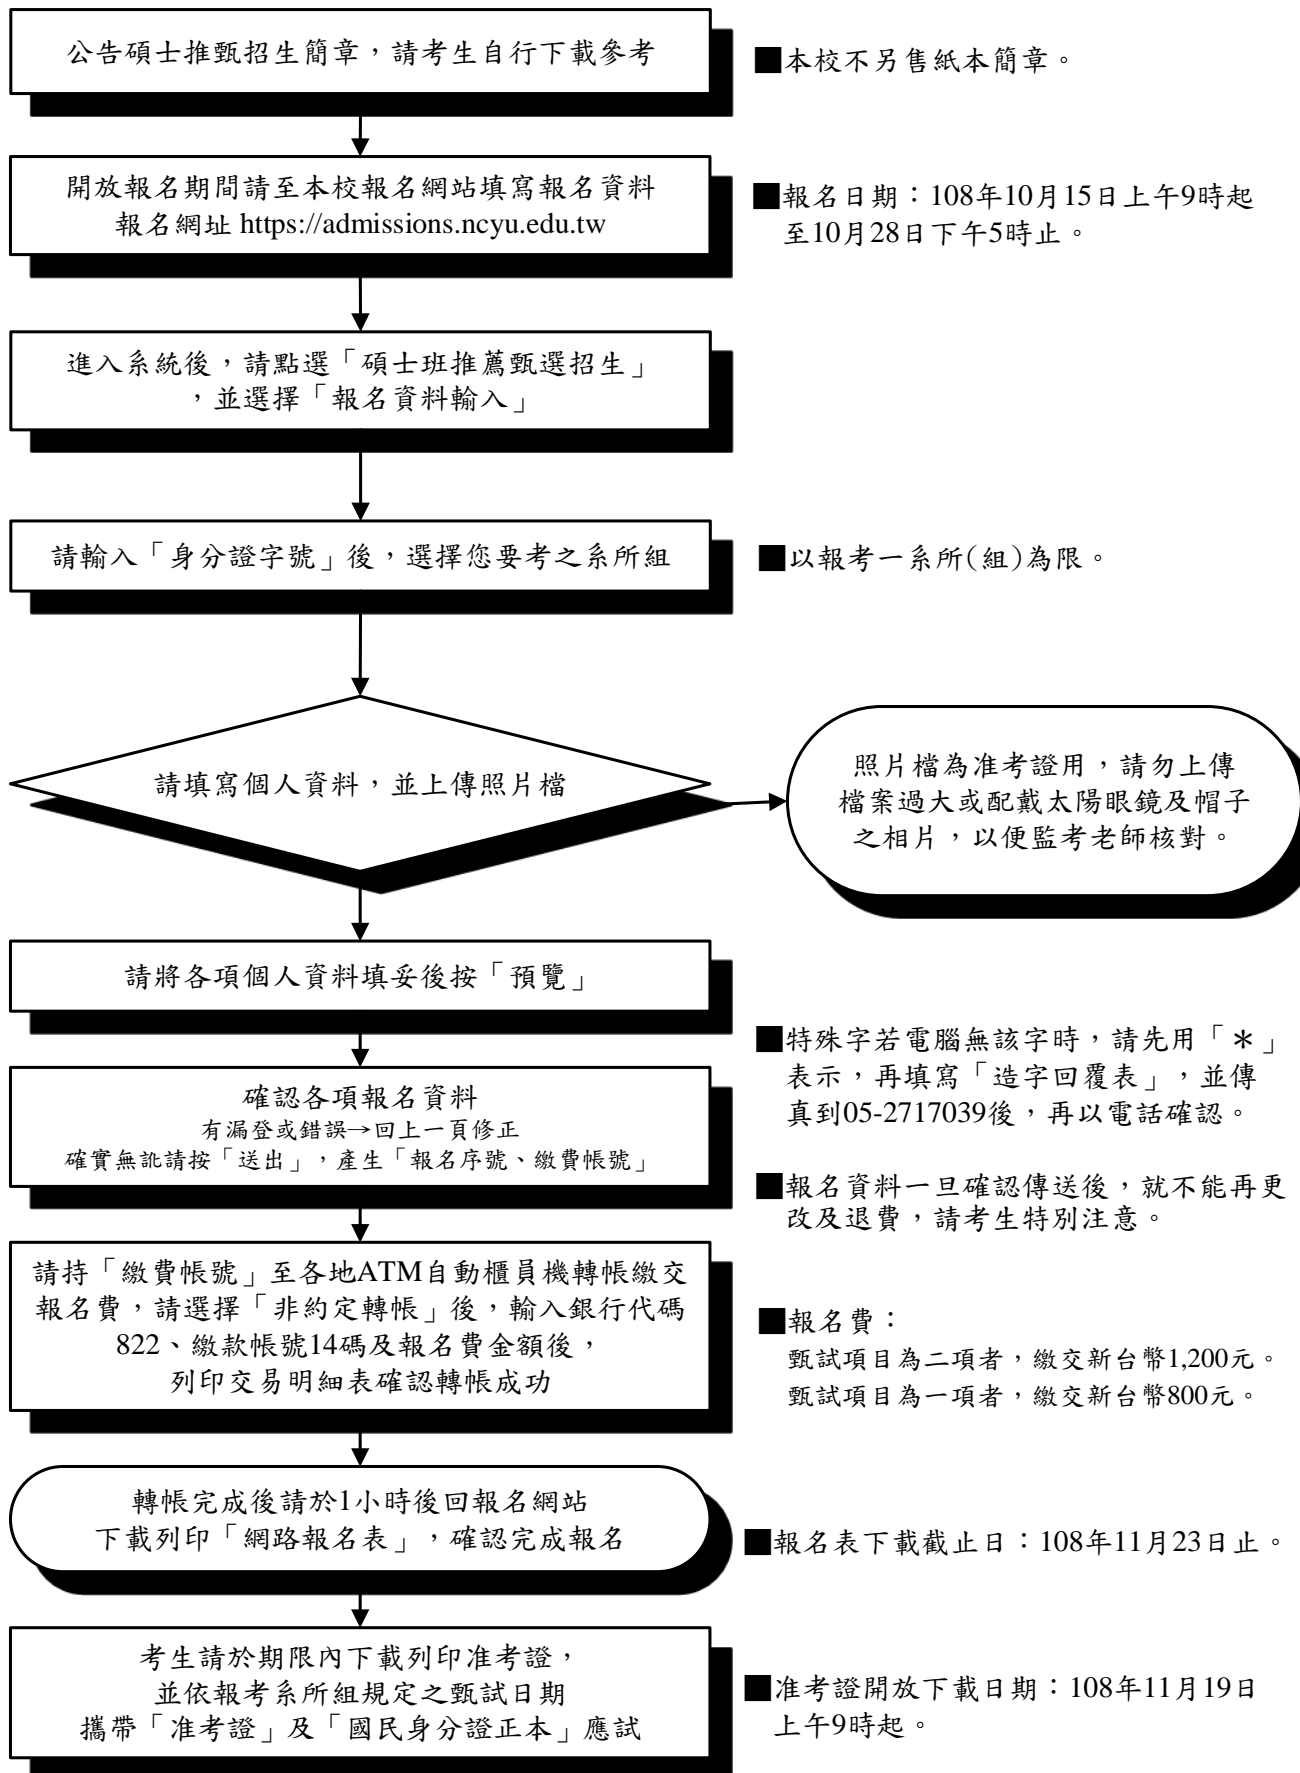 公告碩士推甄招生簡章，請考生自行下載參考
■本校不另售紙本簡章。
開放報名期間請至本校報名網站填寫報名資料
報名網址 https://admissions.ncyu.edu.tw
■報名日期：108年10月15日上午9時起
至10月28日下午5時止。
進入系統後，請點選「碩士班推薦甄選招生」
，並選擇「報名資料輸入」
請輸入「身分證字號」後，選擇您要考之系所組
■以報考一系所(組)為限。
請填寫個人資料，並上傳照片檔
照片檔為准考證用，請勿上傳
檔案過大或配戴太陽眼鏡及帽子
之相片，以便監考老師核對。
請將各項個人資料填妥後按「預覽」
■特殊字若電腦無該字時，請先用「＊」
表示，再填寫「造字回覆表」，並傳
真到05-2717039後，再以電話確認。
確認各項報名資料
有漏登或錯誤→回上一頁修正
確實無訛請按「送出」，產生「報名序號、繳費帳號」
■報名資料一旦確認傳送後，就不能再更
改及退費，請考生特別注意。
請持「繳費帳號」至各地ATM自動櫃員機轉帳繳交
報名費，請選擇「非約定轉帳」後，輸入銀行代碼
822、繳款帳號14碼及報名費金額後，
列印交易明細表確認轉帳成功
■報名費：
甄試項目為二項者，繳交新台幣1,200元。
甄試項目為一項者，繳交新台幣800元。
轉帳完成後請於1小時後回報名網站
下載列印「網路報名表」，確認完成報名
■報名表下載截止日：108年11月23日止。
考生請於期限內下載列印准考證，
並依報考系所組規定之甄試日期
攜帶「准考證」及「國民身分證正本」應試
■准考證開放下載日期：108年11月19日
上午9時起。